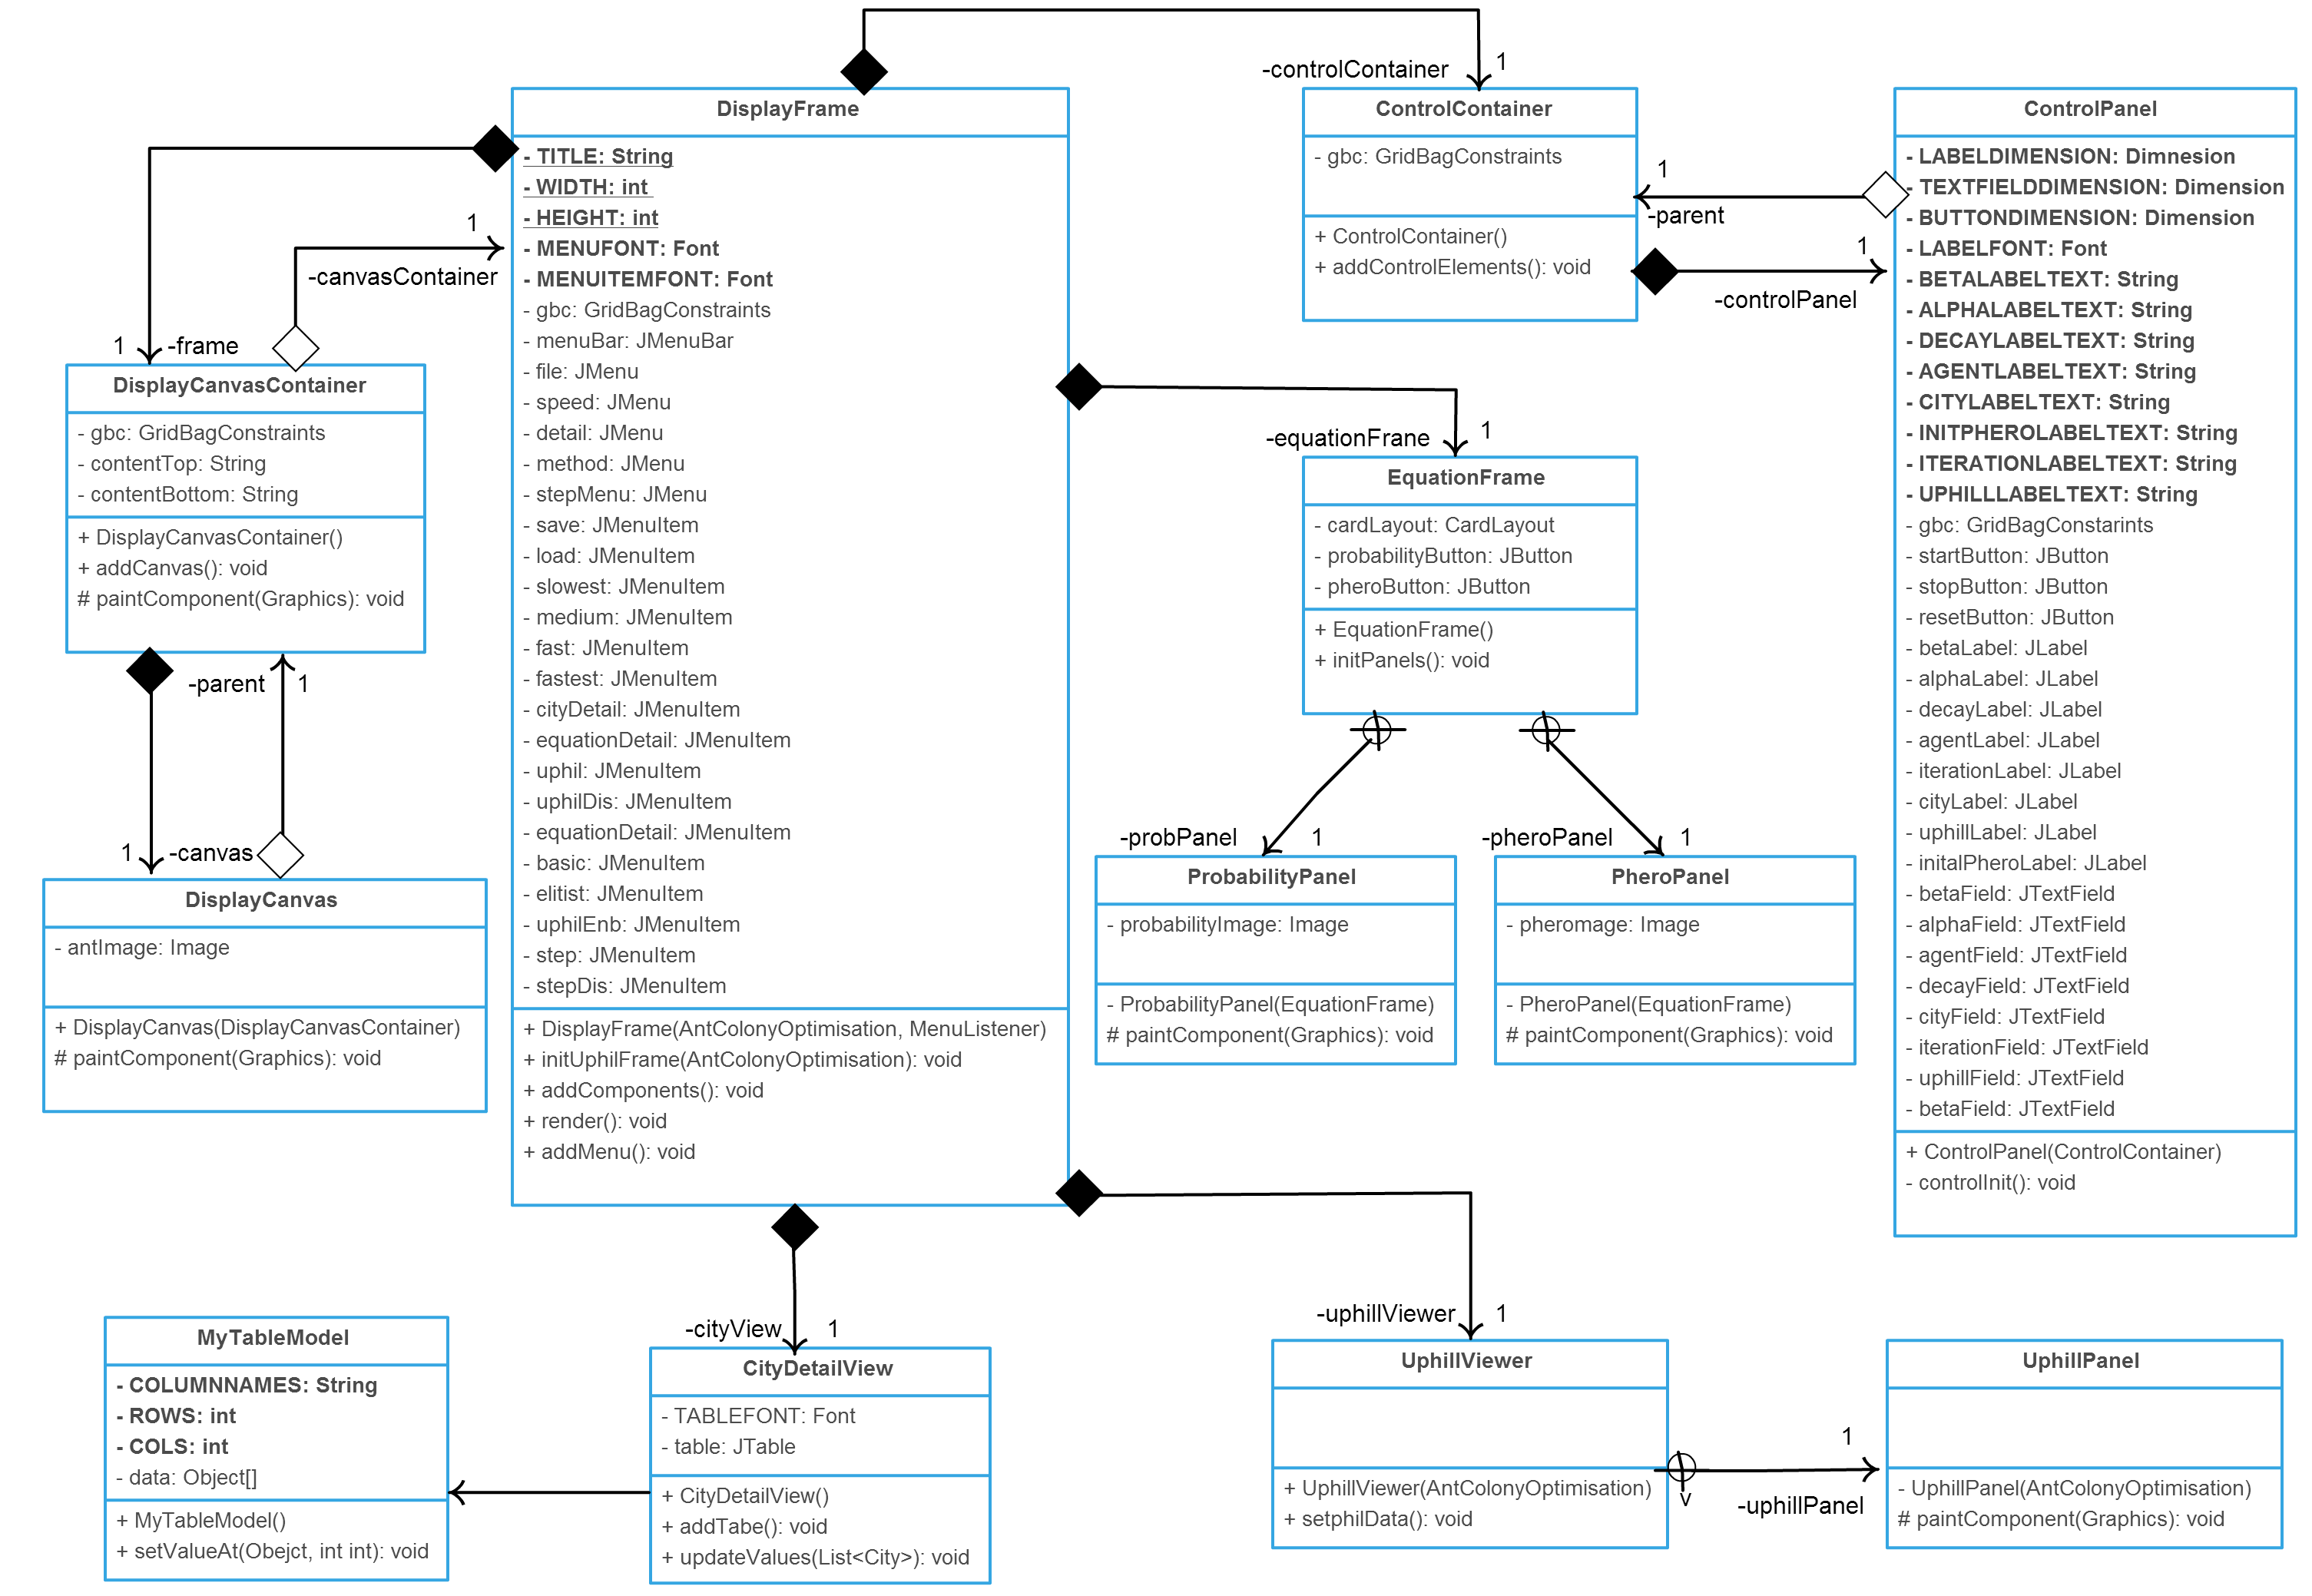 DisplayFrame
- TITLE: String
- WIDTH: int
- HEIGHT: int
- MENUFONT: Font
- MENUITEMFONT: Font
- gbc: GridBagConstraints
- menuBar: JMenuBar
- file: JMenu
- speed: JMenu
- detail: JMenu
- method: JMenu
- stepMenu: JMenu
- save: JMenuItem
- load: JMenuItem
- slowest: JMenuItem
- medium: JMenuItem
- fast: JMenuItem
- fastest: JMenuItem
- cityDetail: JMenuItem
- equationDetail: JMenuItem
- uphil: JMenuItem
- uphilDis: JMenuItem
- equationDetail: JMenuItem
- basic: JMenuItem
- elitist: JMenuItem
- uphilEnb: JMenuItem
- step: JMenuItem
- stepDis: JMenuItem
+ DisplayFrame(AntColonyOptimisation, MenuListener)
+ initUphilFrame(AntColonyOptimisation): void
+ addComponents(): void
+ render(): void
+ addMenu(): void
-controlContainer
1
ControlContainer
- gbc: GridBagConstraints
+ ControlContainer()
+ addControlElements(): void
1
-parent
1
-controlPanel
ControlPanel
- LABELDIMENSION: Dimnesion
- TEXTFIELDDIMENSION: Dimension
- BUTTONDIMENSION: Dimension
- LABELFONT: Font
- BETALABELTEXT: String
- ALPHALABELTEXT: String
- DECAYLABELTEXT: String
- AGENTLABELTEXT: String
- CITYLABELTEXT: String
- INITPHEROLABELTEXT: String
- ITERATIONLABELTEXT: String
- UPHILLLABELTEXT: String
- gbc: GridBagConstarints
- startButton: JButton
- stopButton: JButton
- resetButton: JButton
- betaLabel: JLabel
- alphaLabel: JLabel
- decayLabel: JLabel
- agentLabel: JLabel
- iterationLabel: JLabel
- cityLabel: JLabel
- uphillLabel: JLabel
- initalPheroLabel: JLabel
- betaField: JTextField
- alphaField: JTextField
- agentField: JTextField
- decayField: JTextField
- cityField: JTextField
- iterationField: JTextField
- uphillField: JTextField
- betaField: JTextField
+ ControlPanel(ControlContainer)
- controlInit(): void
1
-canvasContainer
1
-frame
DisplayCanvasContainer
- gbc: GridBagConstraints
- contentTop: String
- contentBottom: String
+ DisplayCanvasContainer()
+ addCanvas(): void
# paintComponent(Graphics): void
-parent
1
1
-canvas
DisplayCanvas
- antImage: Image
+ DisplayCanvas(DisplayCanvasContainer)
# paintComponent(Graphics): void
-equationFrane
1
EquationFrame
- cardLayout: CardLayout
- probabilityButton: JButton
- pheroButton: JButton
+ EquationFrame()
+ initPanels(): void
-probPanel
1
-pheroPanel
1
ProbabilityPanel
- probabilityImage: Image
- ProbabilityPanel(EquationFrame)
# paintComponent(Graphics): void
PheroPanel
- pheromage: Image
- PheroPanel(EquationFrame)
# paintComponent(Graphics): void
-cityView
1
MyTableModel
- COLUMNNAMES: String
- ROWS: int
- COLS: int
- data: Object[]
+ MyTableModel()
+ setValueAt(Obejct, int int): void
CityDetailView
- TABLEFONT: Font
- table: JTable
+ CityDetailView()
+ addTabe(): void
+ updateValues(List<City>): void
-uphillViewer
1
UphillViewer
+ UphillViewer(AntColonyOptimisation)
+ setphilData(): void
v
1
-uphillPanel
UphillPanel
- UphillPanel(AntColonyOptimisation)
# paintComponent(Graphics): void